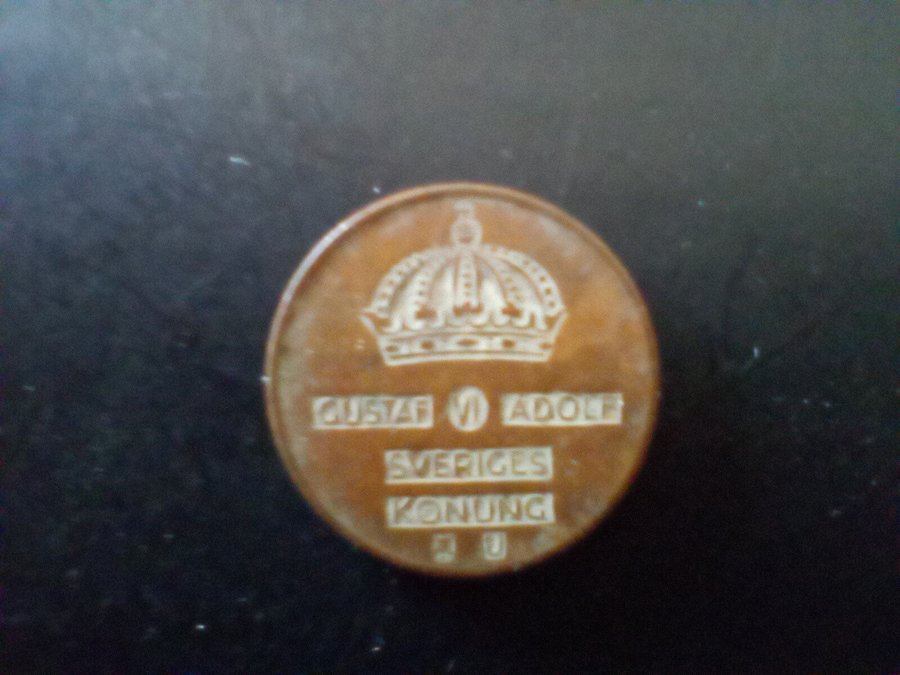 GUSTAF VI ADOLF
SVERIGES
KONUNG
U